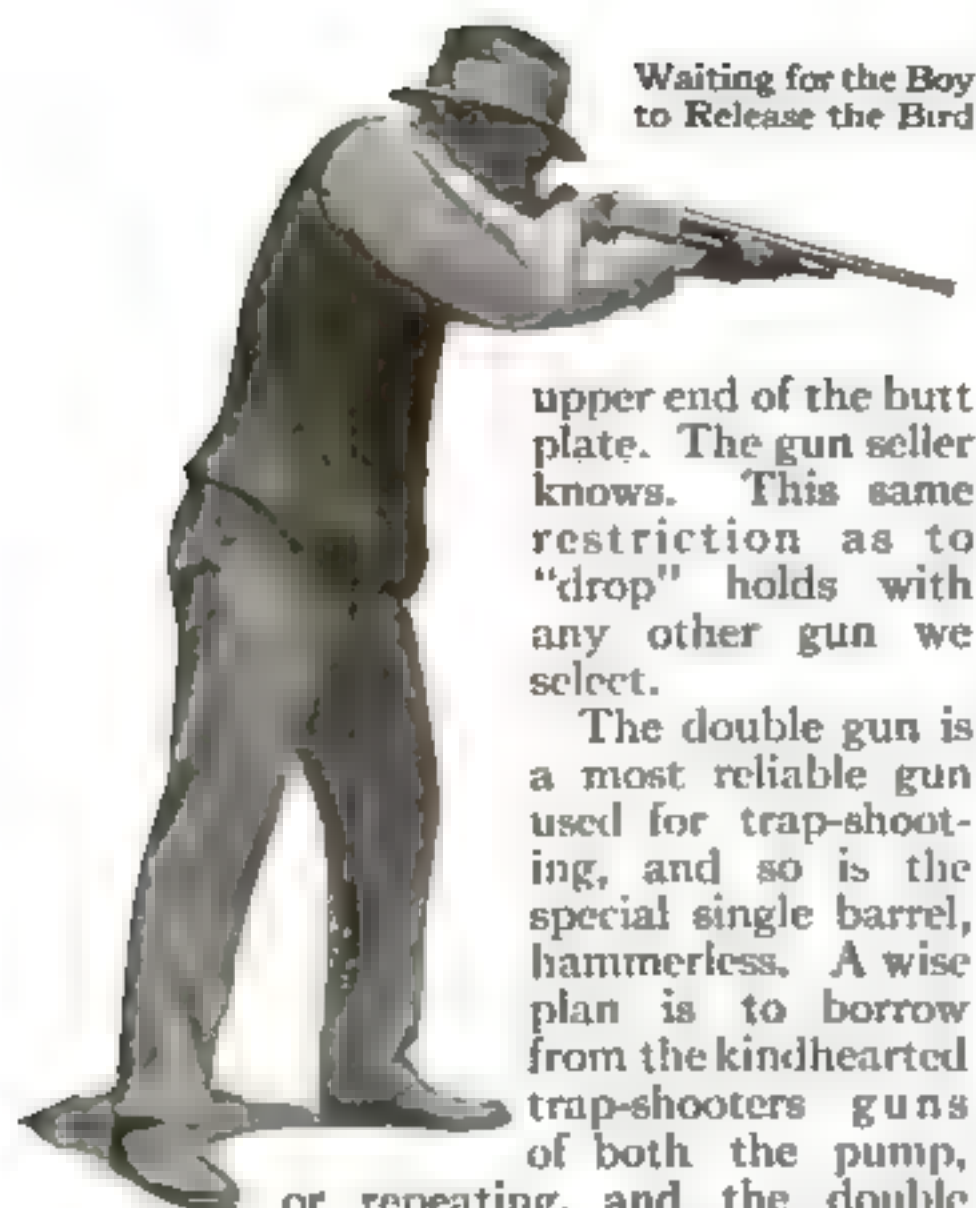 Waiting for the Boy
to Release the Bird
upper end of the butt
plate. The gun seller
knows. This same
restriction as to
"drop" holds with
any other gun we
select.
The double gun is
a most reliable gun
used for trap-shoot-
ing, and so is the
special single barrel,
hammerless. A wise
plan is to borrow
from the kindhearted
trap-shooters guns
of both the pump,
or repeating, and the double